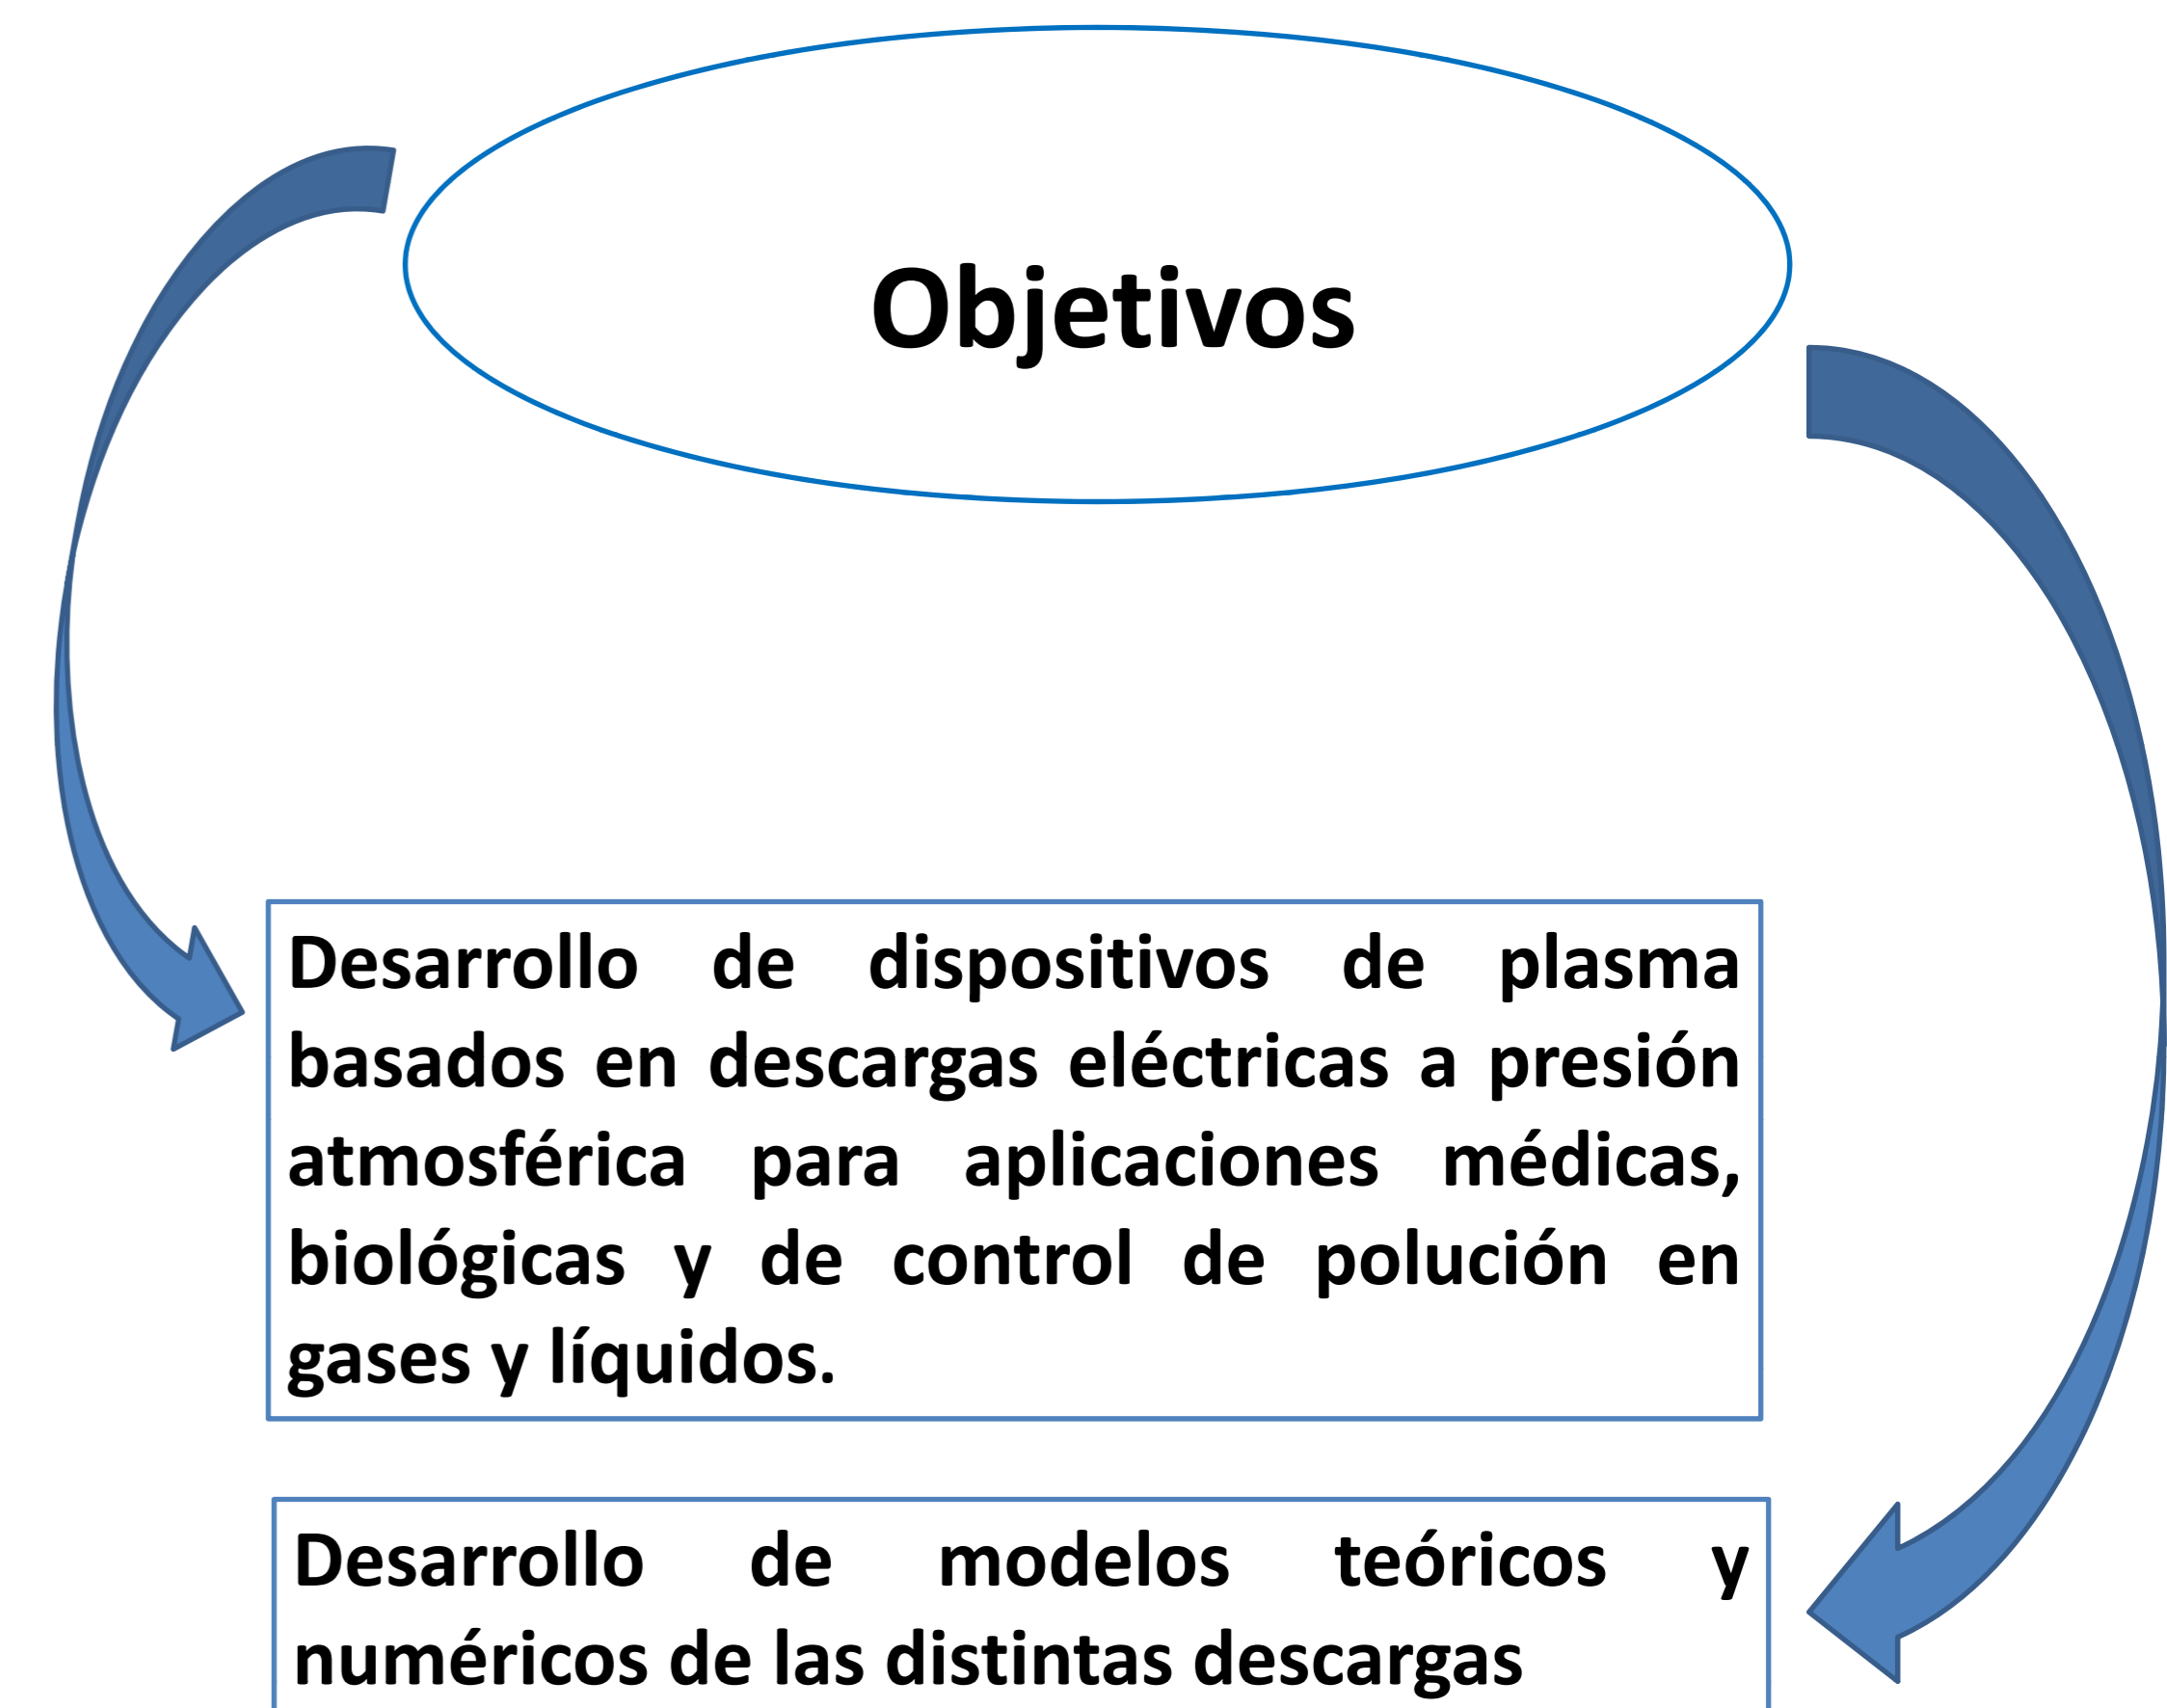 Objetivos
Desarrollo de dispositivos de plasma
basados en descargas eléctricas a presión
atmosférica para aplicaciones médicas,
biológicas y de control de polución en
gases y líquidos.
Desarrollo de modelos teóricos y
numéricos de las distintas descargas